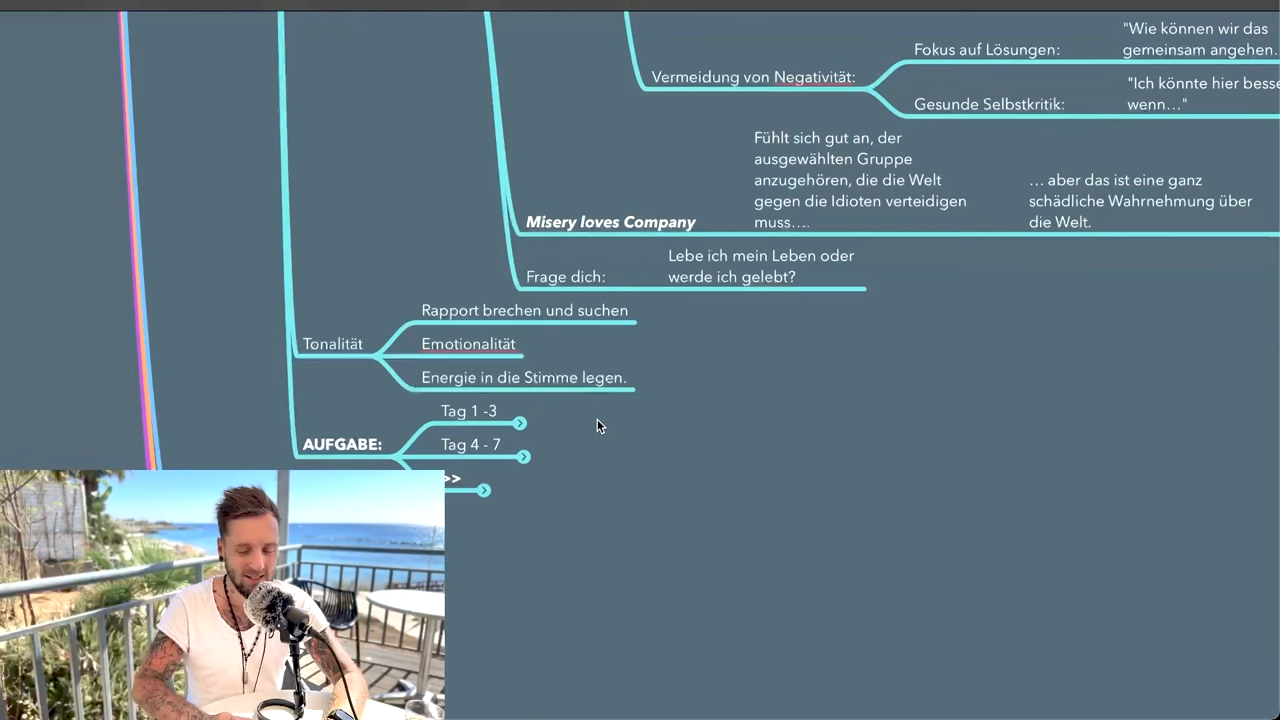 "Wie können wir das
gemeinsam angehen.
Fokus auf Lösungen:
Vermeidung von Negativität:
"Ich könnte hier besse
wenn…"
Gesunde Selbstkritik:
Fühlt sich gut an, der
ausgewählten Gruppe
anzugehören, die die Welt
gegen die Idioten verteidigen
muss….
… aber das ist eine ganz
schädliche Wahrnehmung über
die Welt.
Misery loves Company
Lebe ich mein Leben oder
werde ich gelebt?
Frage dich:
Rapport brechen und suchen
Tonalität
Emotionalität
Energie in die Stimme legen.
Tag 1 -3
AUFGABE:
Tag 4 - 7
>>